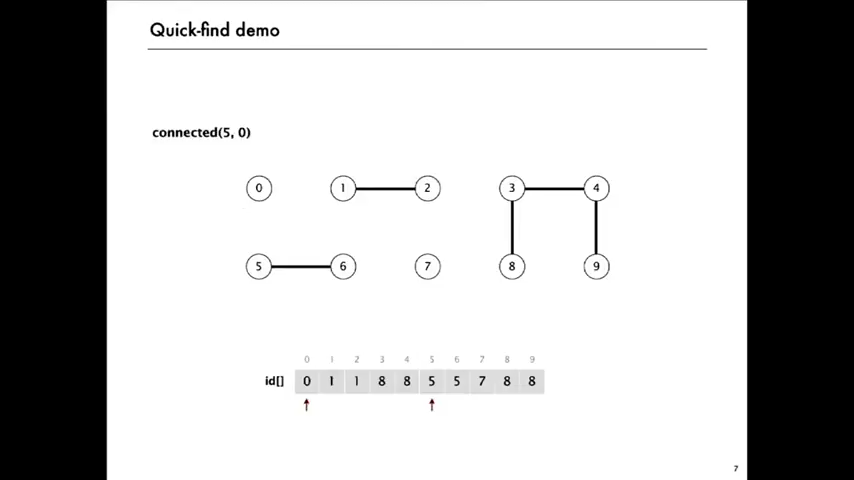 Quick-find demo
connected(5, 0)
0 1 2 3 4
5 6 7 8 9
0 1 2 3 4 5 6 7 8 9
id[] 0 1 1 8 8 5 5 7 8 8
7